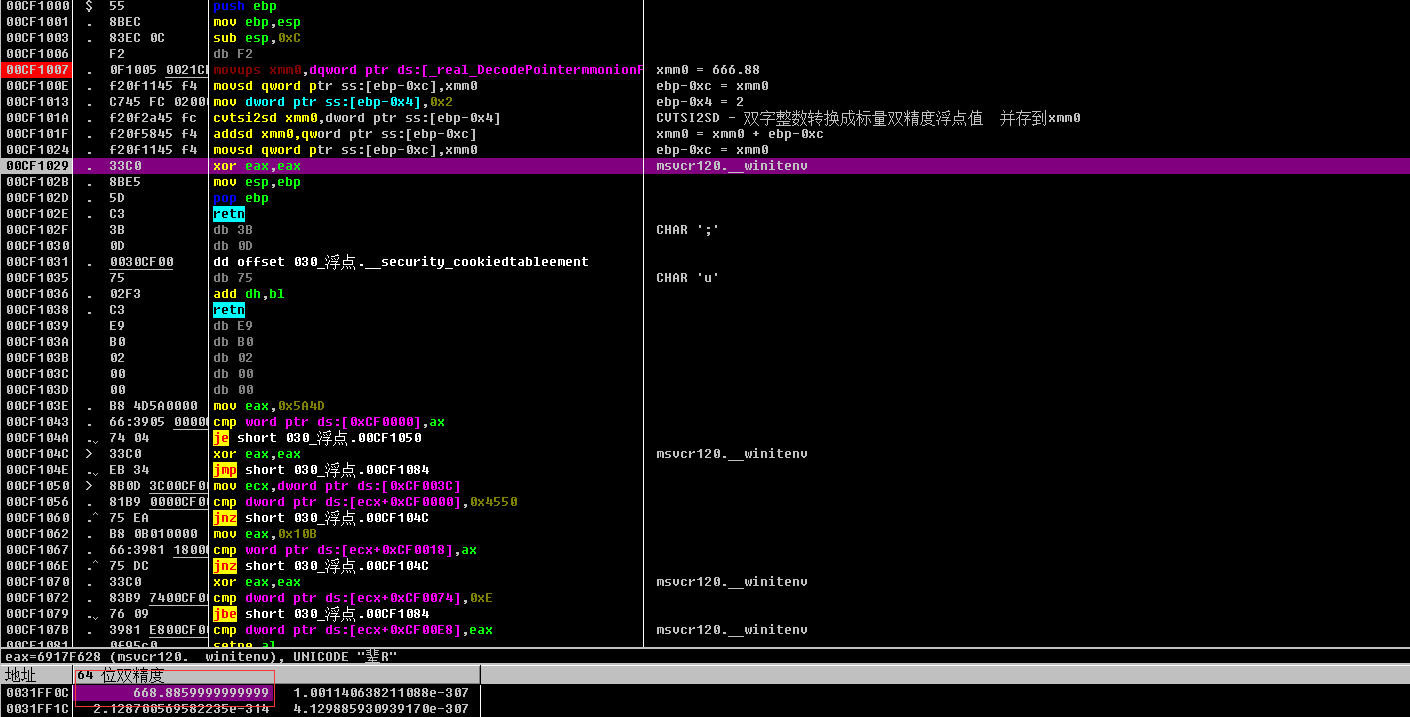 00CF1000 $ 55 push ebp
00CF1001 . 8BEC mov ebp,esp
00CF1003 . 83EC 0C sub esp,0xC
00CF1006 F2 db F2
00CF1007 . 0F1005 0021C movups xmm0,dqword ptr ds:[_real_DecodePointermmonion xmm0 = 666.88
00CF100E . f20f1145 f4 movsd qword ptr ss:[ebp-0xc],xmm0 ebp-0xc = xmm0
00CF1013 . C745 FC 0200 mov dword ptr ss:[ebp-0x4],0x2 ebp-0x4 = 2
00CF101A . f20f2a45 fc cvtsi2sd xmm0,dword ptr ss:[ebp-0x4] CVTSI2SD - 双字整数转换成标量双精度浮点值 并存到xmm0
00CF101F . f20f5845 f4 addsd xmm0,qword ptr ss:[ebp-0xc] xmm0 = xmm0 + ebp-0xc
00CF1024 . f20f1145 f4 movsd qword ptr ss:[ebp-0xc],xmm0 ebp-0xc = xmm0
00CF1029 . 33C0 xor eax,eax msvcr120.__winitenv
00CF102B . 8BE5 mov esp,ebp
00CF102D . 5D pop ebp
00CF102E . C3 retn
00CF102F 3B db 3B CHAR ';'
00CF1030 0D db 0D
00CF1031 . 0030CF00 dd offset 030_浮点.__security_cookiedtableement
00CF1035 75 db 75 CHAR 'u'
00CF1036 . 02F3 add dh,bl
00CF1038 . C3 retn
00CF1039 E9 db E9
00CF103A B0 db B0
00CF103B 02 db 02
00CF103C 00 db 00
00CF103D 00 db 00
00CF103E . B8 4D5A0000 mov eax,0x5A4D
00CF1043 . 66:3905 0000 cmp word ptr ds:[0xCF0000],ax
00CF104A . 74 04 je short 030_浮点.00CF1050
00CF104C > 33C0 xor eax,eax msvcr120.__winitenv
00CF104E . EB 34 jmp short 030_浮点.00CF1084
00CF1050 > 8B0D 3C00CF0 mov ecx,dword ptr ds:[0xCF003C]
00CF1056 . 81B9 0000CF0 cmp dword ptr ds:[ecx+0xCF0000],0x4550
00CF1060 .^ 75 EA jnz short 030_浮点.00CF104C
00CF1062 . B8 0B010000 mov eax,0x10B
00CF1067 . 66:3981 1800 cmp word ptr ds:[ecx+0xCF0018],ax
00CF106E .^ 75 DC jnz short 030_浮点.00CF104C
00CF1070 . 33C0 xor eax,eax msvcr120.__winitenv
00CF1072 . 83B9 7400CF0 cmp dword ptr ds:[ecx+0xCF0074],0xE
00CF1079 . 76 09 jbe short 030_浮点.00CF1084
00CF107B . 3981 E800CF0 cmp dword ptr ds:[ecx+0xCF00E8],eax msvcr120.__winitenv
00CF1081 . 0f95c0 setne al
eax=6917F628 (msvcr120.__winitenv), UNICODE "辈R"
地址 64 位双精度
0031FF0C 668.8859999999999 1.001140638211088e-307
0031FF1C 2.128700569582235e-314 4.129885930939170e-307